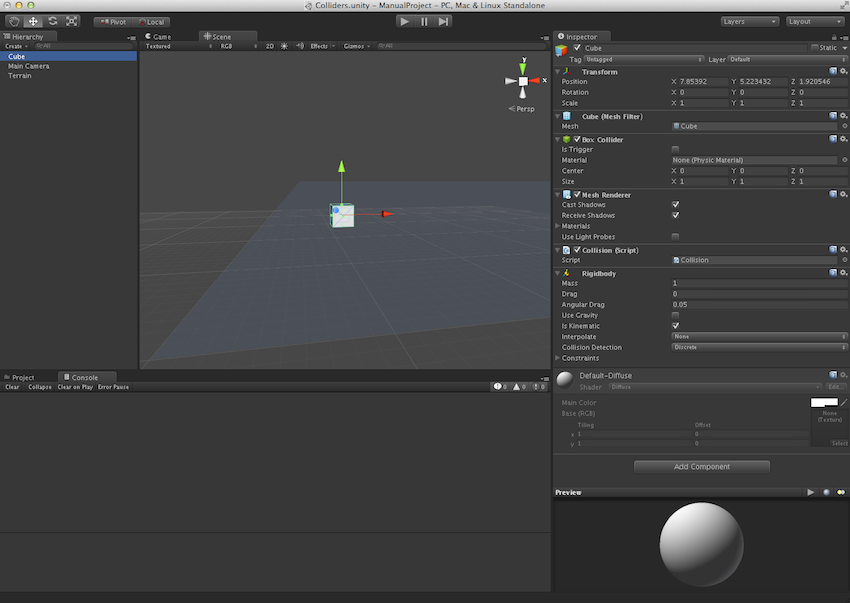 Colliders.unity - ManualProject - PC, Mac & Linux Standalone
Pivot Local Layers Layout
Hierarchy
Create All
Cube
Main Camera
Terrain
Game Scene
Textured RGB 2D Effects Gizmos All
y
x
Persp
Inspector
Cube Static
Tag Untagged Layer Default
Transform
Position X 7.85392 Y 5.223432 Z 1.920546
Rotation X 0 Y 0 Z 0
Scale X 1 Y 1 Z 1
Cube (Mesh Filter)
Mesh Cube
Box Collider
Is Trigger
Material None (Physic Material)
Center X 0 Y 0 Z 0
Size X 1 Y 1 Z 1
Mesh Renderer
Cast Shadows
Receive Shadows
Materials
Use Light Probes
Collision (Script)
Script Collision
Rigidbody
Mass 1
Drag 0
Angular Drag 0.05
Use Gravity
Is Kinematic
Interpolate None
Collision Detection Discrete
Constraints
Default-Diffuse
Shader Diffuse Edit...
Main Color
Base (RGB) None
(Texture)
Tiling Offset
x 1 0
y 1 0
Select
Add Component
Preview
Project Console
Clear Collapse Clear on Play Error Pause 0 0 0